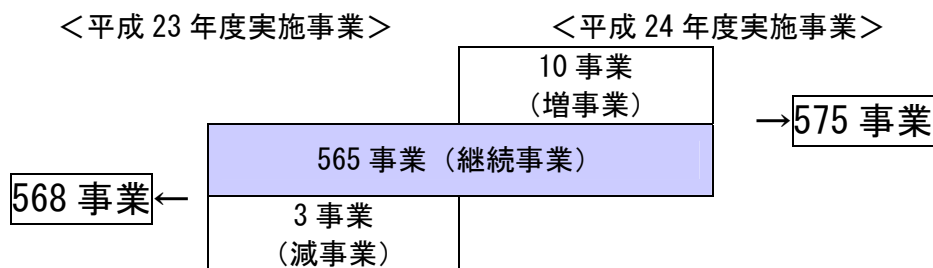 ＜平成 23 年度実施事業＞ ＜平成 24 年度実施事業＞
10 事業
（増事業）
→575 事業
565 事業（継続事業）
568 事業←
3 事業
（減事業）